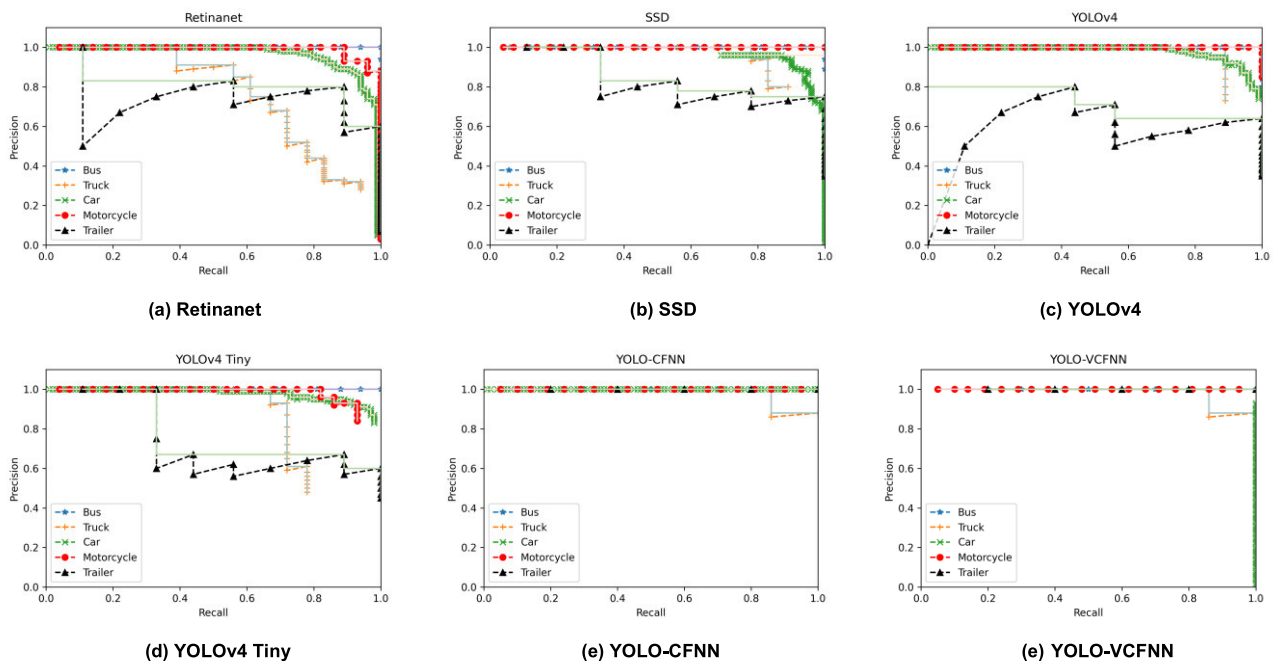 Retinanet
1.0
0.8
0.6
0.4
0.2
0.0
Precision
Bus
Truck
Car
Motorcycle
Trailer
0.0 0.2 0.4 0.6 0.8 1.0
Recall
(a) Retinanet
SSD
1.0
0.8
0.6
0.4
0.2
0.0
Precision
Bus
Truck
Car
Motorcycle
Trailer
0.0 0.2 0.4 0.6 0.8 1.0
Recall
(b) SSD
YOLOv4
1.0
0.8
0.6
0.4
0.2
0.0
Precision
Bus
Truck
Car
Motorcycle
Trailer
0.0 0.2 0.4 0.6 0.8 1.0
Recall
(c) YOLOv4
YOLOv4 Tiny
1.0
0.8
0.6
0.4
0.2
0.0
Precision
Bus
Truck
Car
Motorcycle
Trailer
0.0 0.2 0.4 0.6 0.8 1.0
Recall
(d) YOLOv4 Tiny
YOLO-CFNN
1.0
0.8
0.6
0.4
0.2
0.0
Precision
Bus
Truck
Car
Motorcycle
Trailer
0.0 0.2 0.4 0.6 0.8 1.0
Recall
(e) YOLO-CFNN
YOLO-VCFNN
1.0
0.8
0.6
0.4
0.2
0.0
Precision
Bus
Truck
Car
Motorcycle
Trailer
0.0 0.2 0.4 0.6 0.8 1.0
Recall
(e) YOLO-VCFNN